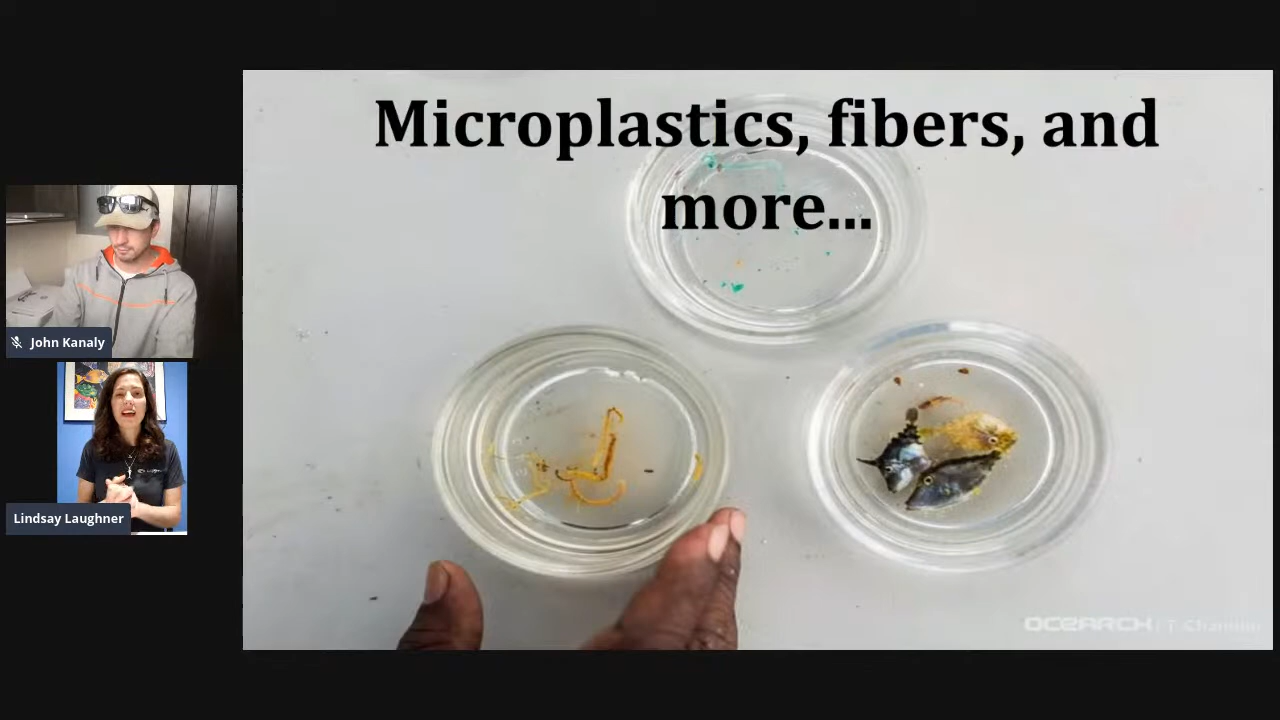 Microplastics, fibers, and
more...
John Kanaly
Lindsay Laughner
OCEARCH